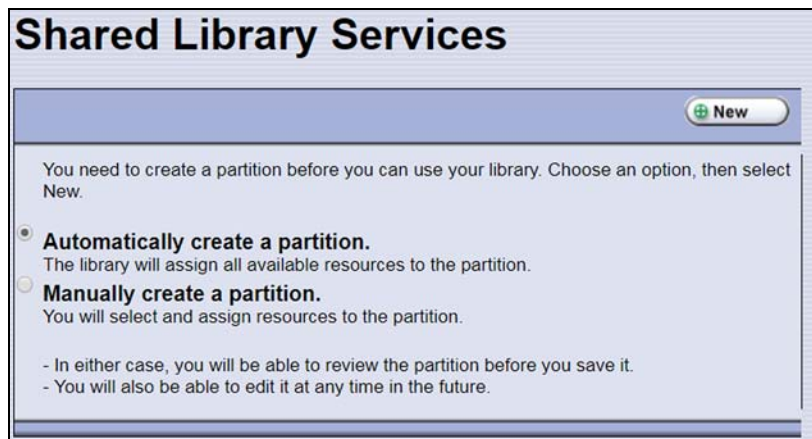 Shared Library Services
New
You need to create a partition before you can use your library. Choose an option, then select
New.
Automatically create a partition.
The library will assign all available resources to the partition.
Manually create a partition.
You will select and assign resources to the partition.
- In either case, you will be able to review the partition before you save it.
- You will also be able to edit it at any time in the future.